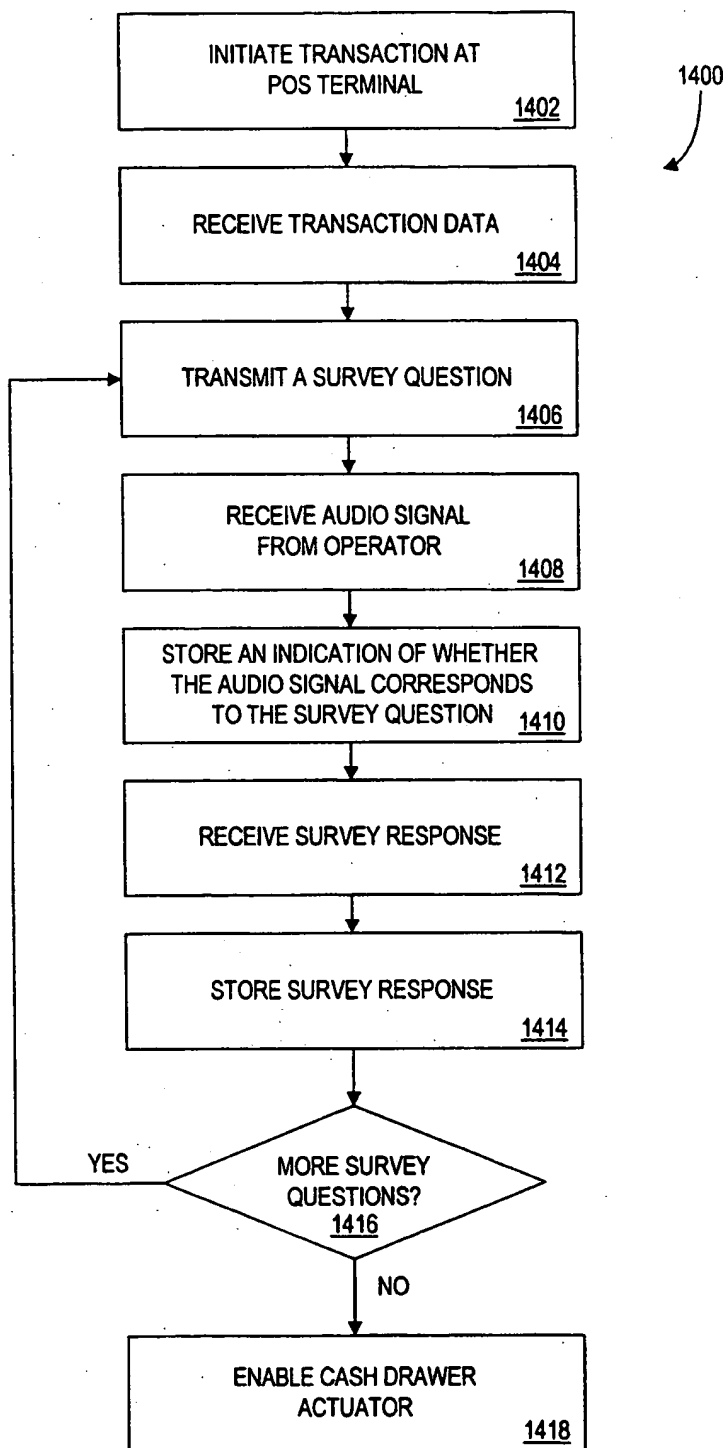 INITIATE TRANSACTION AT
POS TERMINAL
1402
1400
RECEIVE TRANSACTION DATA
1404
TRANSMIT A SURVEY QUESTION
1406
RECEIVE AUDIO SIGNAL
FROM OPERATOR
1408
STORE AN INDICATION OF WHETHER
THE AUDIO SIGNAL CORRESPONDS
TO THE SURVEY QUESTION
1410
RECEIVE SURVEY RESPONSE
1412
STORE SURVEY RESPONSE
1414
YES
MORE SURVEY
QUESTIONS?
1416
NO
ENABLE CASH DRAWER
ACTUATOR
1418